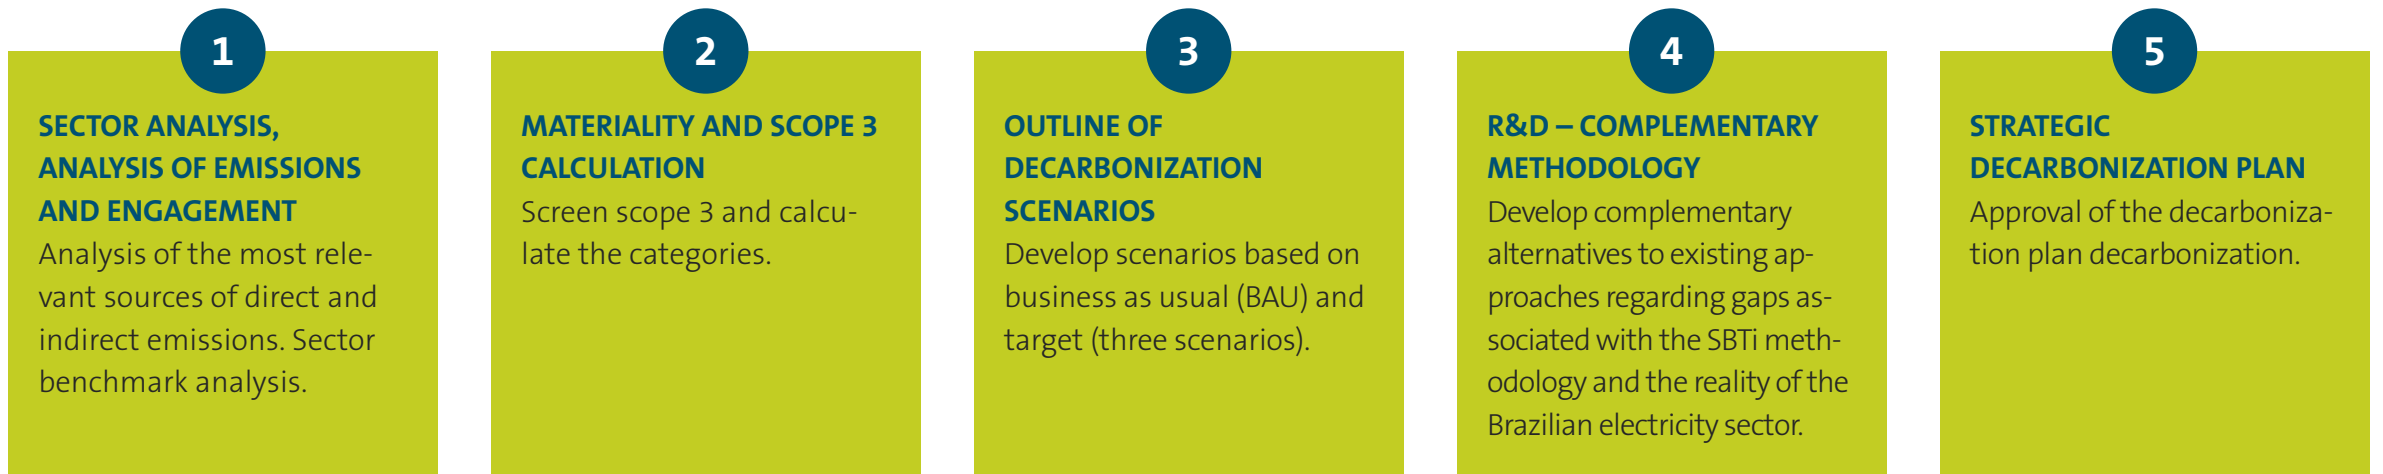 1
SECTOR ANALYSIS,
ANALYSIS OF EMISSIONS
AND ENGAGEMENT
Analysis of the most rele-
vant sources of direct and
indirect emissions. Sector
benchmark analysis.
2
MATERIALITY AND SCOPE 3
CALCULATION
Screen scope 3 and calcu-
late the categories.
3
OUTLINE OF
DECARBONIZATION
SCENARIOS
Develop scenarios based on
business as usual (BAU) and
target (three scenarios).
4
R&D – COMPLEMENTARY
METHODOLOGY
Develop complementary
alternatives to existing ap-
proaches regarding gaps as-
sociated with the SBTi meth-
odology and the reality of the
Brazilian electricity sector.
5
STRATEGIC
DECARBONIZATION PLAN
Approval of the decarboniza-
tion plan decarbonization.